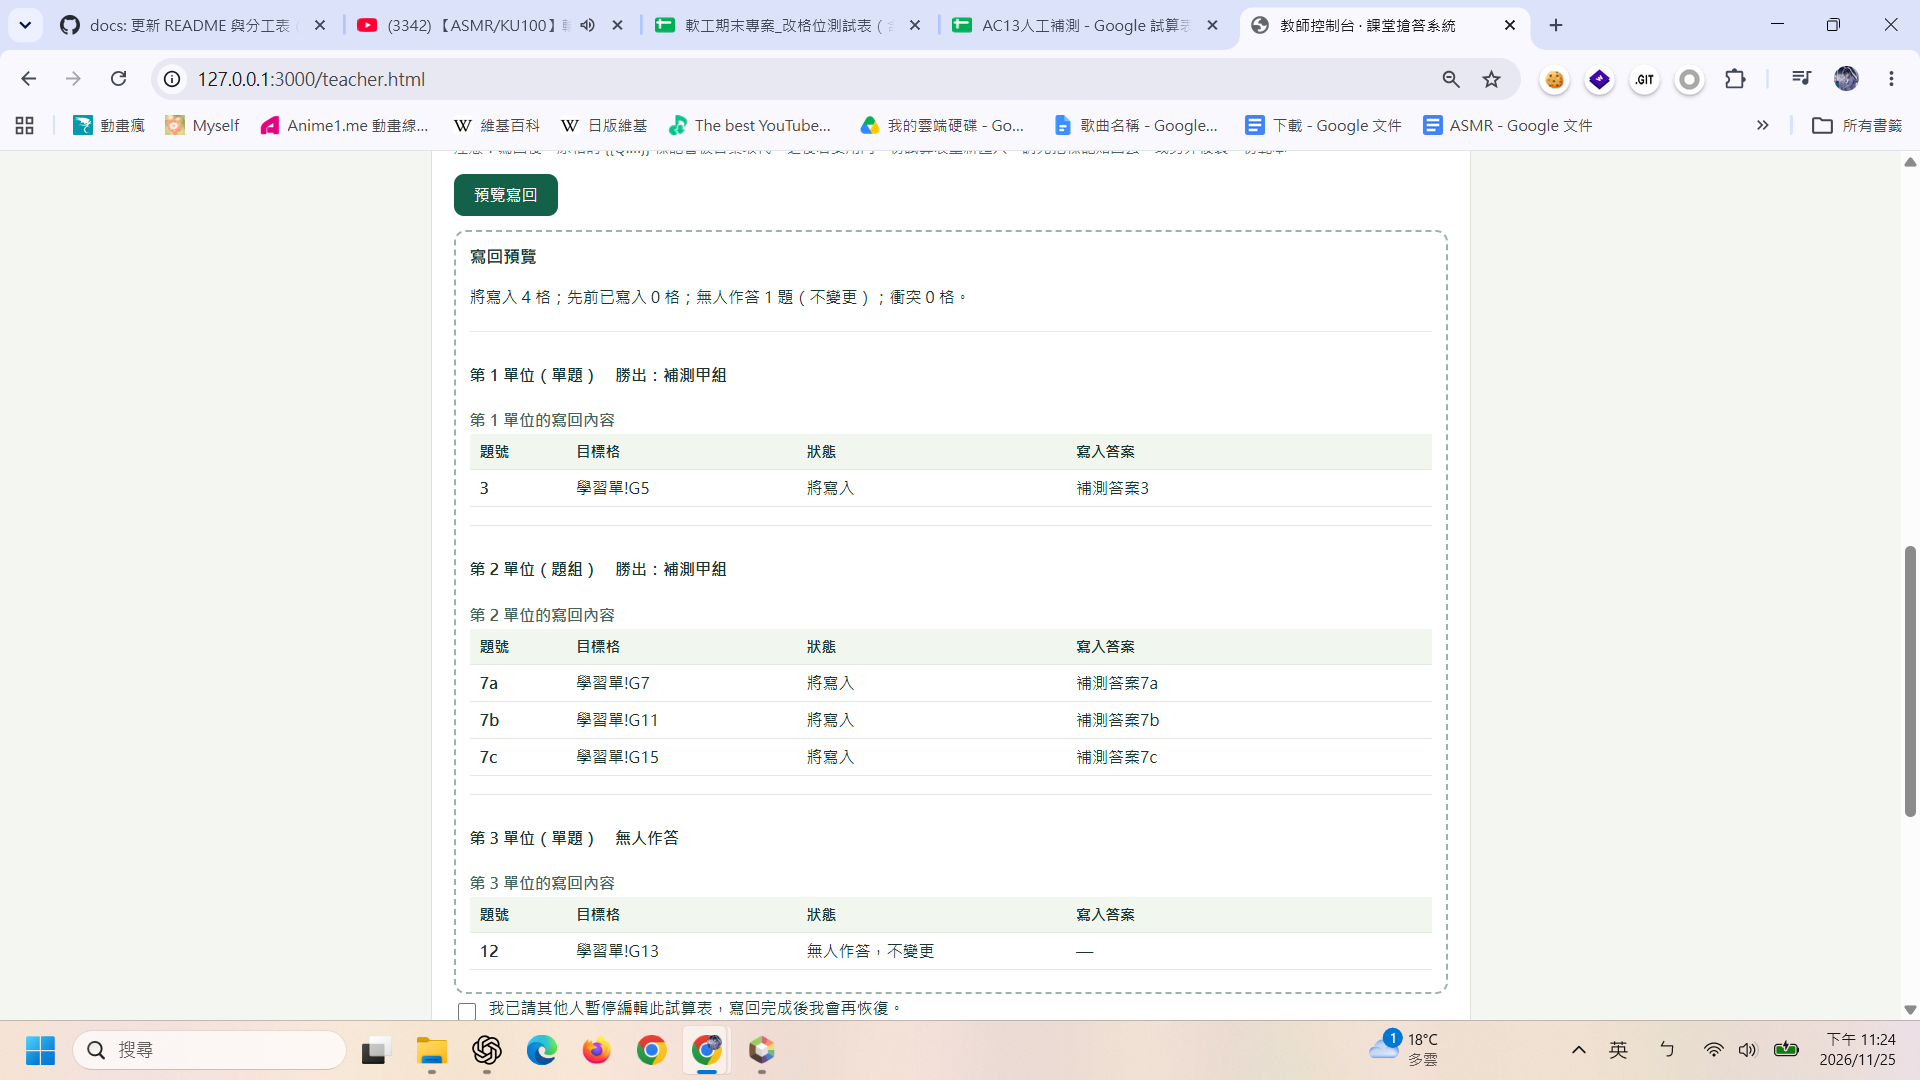 docs: 更新 README 與分工表
(3342) 【ASMR/KU100】
軟工期末專案_改格位測試表
AC13人工補測 - Google 試算表
教師控制台 · 課堂搶答系統
127.0.0.1:3000/teacher.html
.GIT
動畫瘋
Myself
Anime1.me 動畫線...
維基百科
日版維基
The best YouTube...
我的雲端硬碟 - Go...
歌曲名稱 - Google...
下載 - Google 文件
ASMR - Google 文件
所有書籤
預覽寫回
寫回預覽
將寫入 4 格；先前已寫入 0 格；無人作答 1 題（不變更）；衝突 0 格。
第 1 單位（單題） 勝出：補測甲組
第 1 單位的寫回內容
題號 目標格 狀態 寫入答案
3 學習單!G5 將寫入 補測答案3
第 2 單位（題組） 勝出：補測甲組
第 2 單位的寫回內容
題號 目標格 狀態 寫入答案
7a 學習單!G7 將寫入 補測答案7a
7b 學習單!G11 將寫入 補測答案7b
7c 學習單!G15 將寫入 補測答案7c
第 3 單位（單題） 無人作答
第 3 單位的寫回內容
題號 目標格 狀態 寫入答案
12 學習單!G13 無人作答，不變更 —
我已請其他人暫停編輯此試算表，寫回完成後我會再恢復。
搜尋
1
18°C
多雲
英
ㄅ
下午 11:24
2026/11/25